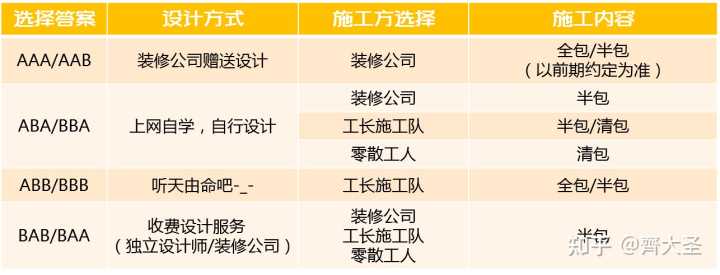 选择答案 设计方式 施工方选择 施工内容
AAA/AAB 装修公司赠送设计 装修公司 全包/半包
（以前期约定为准）
ABA/BBA 上网自学，自行设计 装修公司 半包
工长施工队 半包/清包
零散工人 清包
ABB/BBB 听天由命吧-_- 工长施工队 全包/半包
BAB/BAA 收费设计服务
（独立设计师/装修公司） 装修公司
工长施工队
零散工人 半包
知乎 @齊大圣